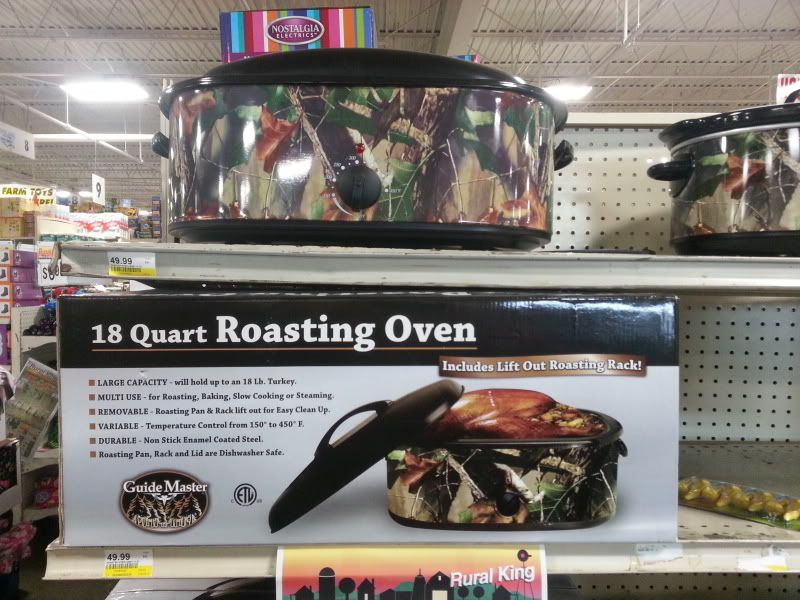 NOSTALGIA
ELECTRICS
8
9
FARM TOYS
49.99
18 Quart Roasting Oven
Includes Lift Out Roasting Rack!
LARGE CAPACITY - will hold up to an 18 Lb. Turkey.
MULTI USE - for Roasting, Baking, Slow Cooking or Steaming.
REMOVABLE - Roasting Pan & Rack lift out for Easy Clean Up.
VARIABLE - Temperature Control from 150° to 450° F.
DURABLE - Non Stick Enamel Coated Steel.
Roasting Pan, Rack and Lid are Dishwasher Safe.
Guide Master
ETL
49.99
Rural King